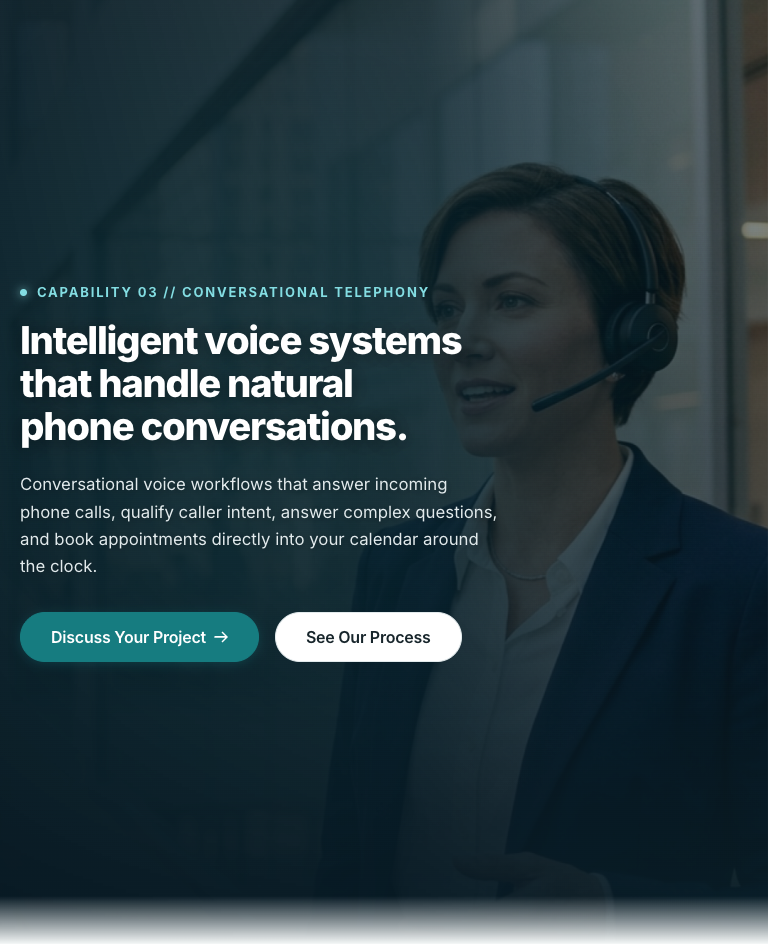 CAPABILITY 03 // CONVERSATIONAL TELEPHONY
Intelligent voice systems
that handle natural
phone conversations.
Conversational voice workflows that answer incoming
phone calls, qualify caller intent, answer complex questions,
and book appointments directly into your calendar around
the clock.
Discuss Your Project →
See Our Process